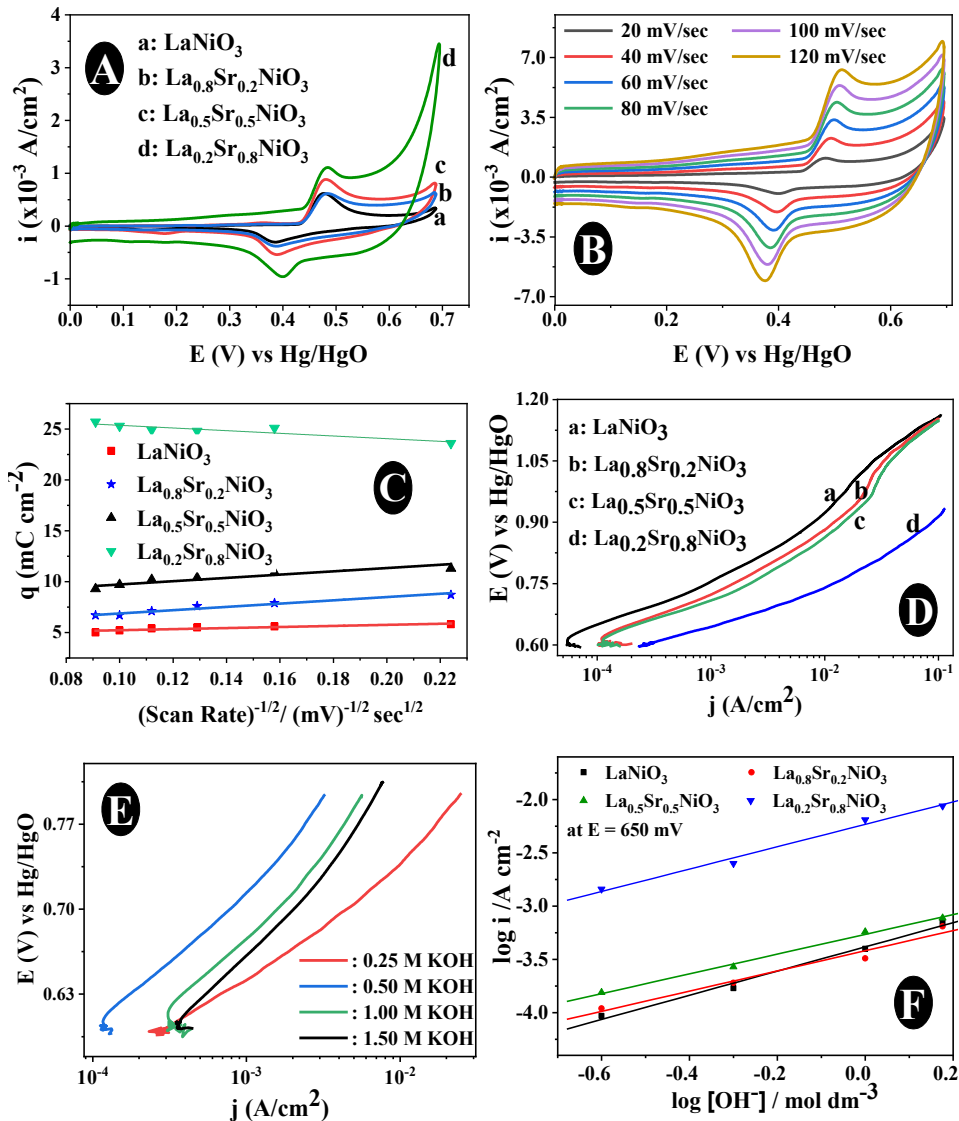 A
a: LaNiO3
b: La0.8Sr0.2NiO3
c: La0.5Sr0.5NiO3
d: La0.2Sr0.8NiO3
d
c
b
a
4
3
2
1
0
-1
i (x10-3 A/cm2)
0.0 0.1 0.2 0.3 0.4 0.5 0.6 0.7
E (V) vs Hg/HgO
20 mV/sec
40 mV/sec
60 mV/sec
80 mV/sec
100 mV/sec
120 mV/sec
B
7.0
3.5
0.0
-3.5
-7.0
i (x10-3 A/cm2)
0.0 0.2 0.4 0.6
E (V) vs Hg/HgO
25
20
15
10
5
q (mC cm-2)
LaNiO3
La0.8Sr0.2NiO3
La0.5Sr0.5NiO3
La0.2Sr0.8NiO3
C
0.08 0.10 0.12 0.14 0.16 0.18 0.20 0.22 0.24
(Scan Rate)-1/2/ (mV)-1/2 sec1/2
1.20
1.05
0.90
0.75
0.60
E (V) vs Hg/HgO
a: LaNiO3
b: La0.8Sr0.2NiO3
c: La0.5Sr0.5NiO3
d: La0.2Sr0.8NiO3
a
b
c
d
D
10-4 10-3 10-2 10-1
j (A/cm2)
E
0.77
0.70
0.63
E (V) vs Hg/HgO
: 0.25 M KOH
: 0.50 M KOH
: 1.00 M KOH
: 1.50 M KOH
10-4 10-3 10-2
j (A/cm2)
LaNiO3
La0.8Sr0.2NiO3
La0.5Sr0.5NiO3
La0.2Sr0.8NiO3
at E = 650 mV
-2.0
-2.5
-3.0
-3.5
-4.0
log i /A cm-2
F
-0.6 -0.4 -0.2 0.0 0.2
log [OH-] / mol dm-3